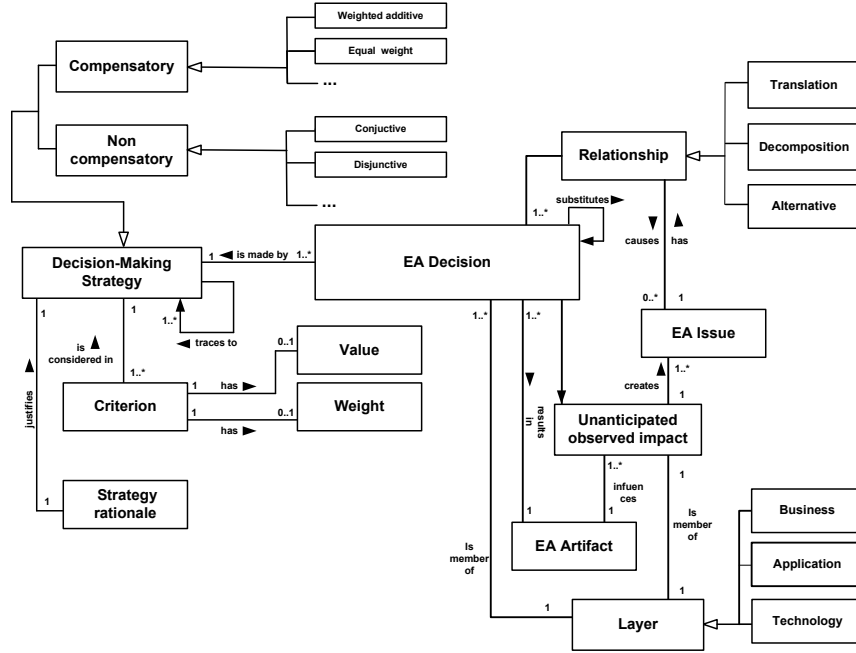 Weighted additive
Equal weight
...
Compensatory
Conjuctive
Disjunctive
...
Non
compensatory
Translation
Decomposition
Alternative
Relationship
1..*
substitutes
causes
has
0..*
1
EA Decision
1
is made by
1..*
Decision-Making
Strategy
1
1
1..*
traces to
1..*
1..*
is
considered in
1..*
Criterion
1
has
0..1
Value
1
has
0..1
Weight
justifies
1
Strategy
rationale
EA Issue
1..*
creates
1
Unanticipated
observed impact
results
in
1..*
infuen
ces
1
1
EA Artifact
1
Is
member
of
1
Is
member
of
1
Layer
Business
Application
Technology